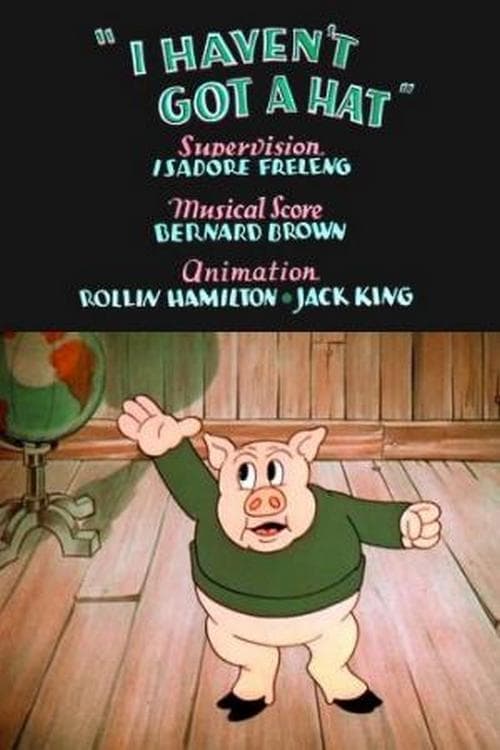 "I HAVEN'T
GOT A HAT"
Supervision
ISADORE FRELENG
Musical Score
BERNARD BROWN
Animation
ROLLIN HAMILTON • JACK KING